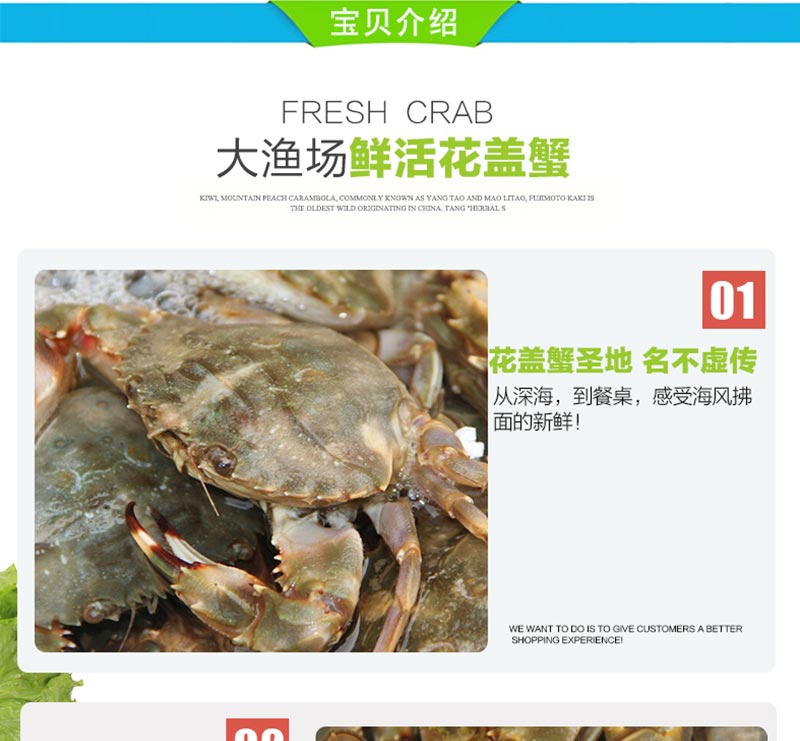 宝贝介绍
FRESH CRAB
大渔场鲜活花盖蟹
KIWI, MOUNTAIN PEACH CARAMBOLA, COMMONLY KNOWN AS YANG TAO AND MAO LITAO, FUJIMOTO KAKI IS
THE OLDEST WILD ORIGINATING IN CHINA. TANG "HERBAL S
01
花盖蟹圣地 名不虚传
从深海，到餐桌，感受海风拂
面的新鲜！
WE WANT TO DO IS TO GIVE CUSTOMERS A BETTER
SHOPPING EXPERIENCE!